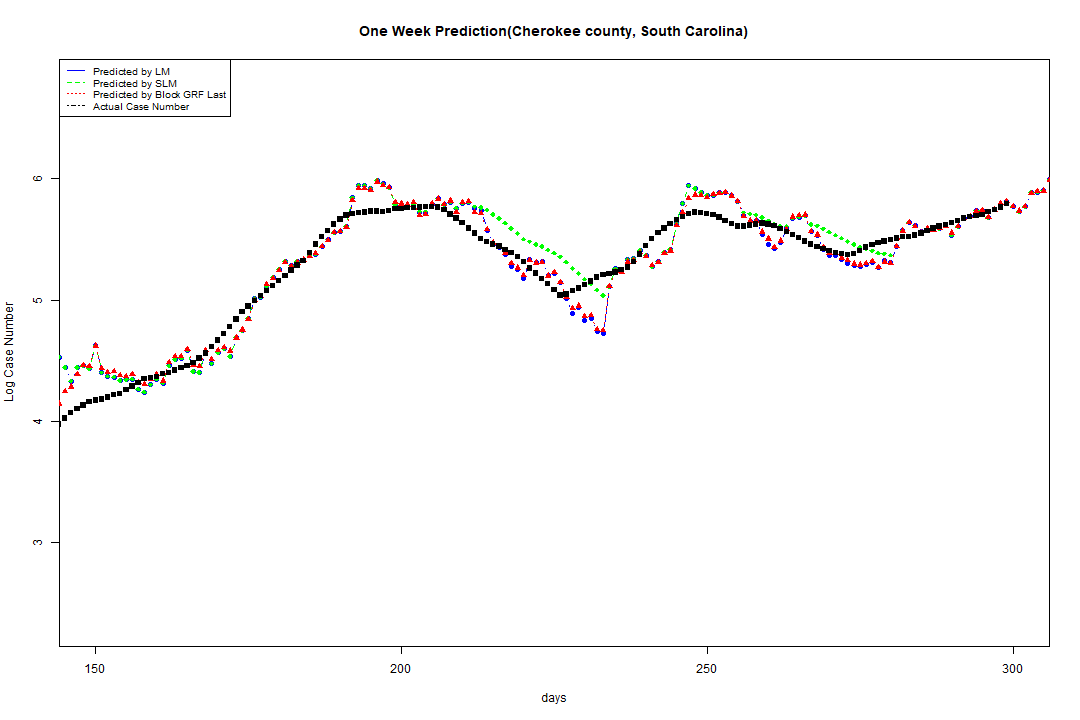 One Week Prediction(Cherokee county, South Carolina)
Predicted by LM
Predicted by SLM
Predicted by Block GRF Last
Actual Case Number
Log Case Number
6
5
4
3
150 200 250 300
days